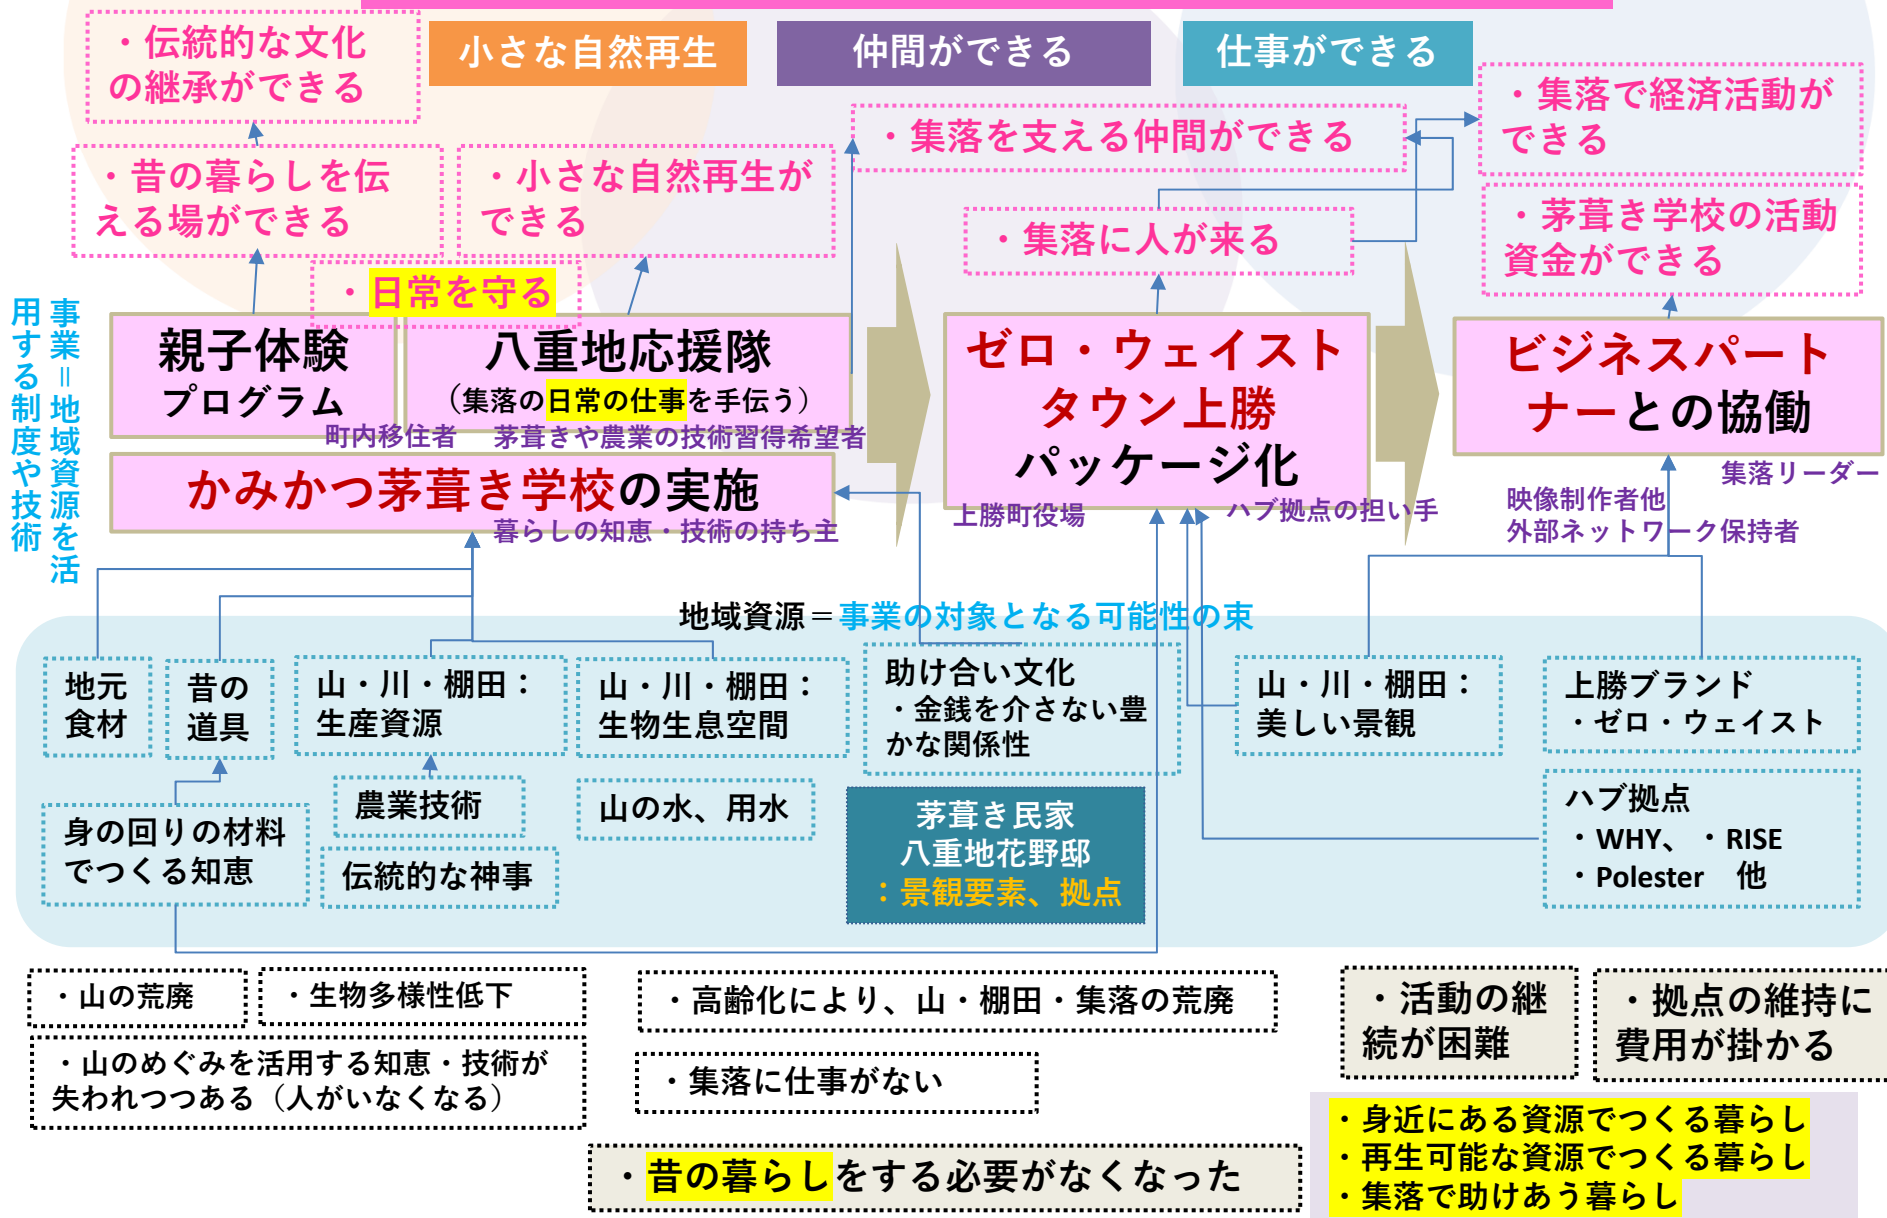 小さな自然再生
仲間ができる
仕事ができる
・伝統的な文化
の継承ができる
・昔の暮らしを伝
える場ができる
・小さな自然再生が
できる
・日常を守る
・集落を支える仲間ができる
・集落に人が来る
・集落で経済活動が
できる
・茅葺き学校の活動
資金ができる
事業＝地域資源を活
用する制度や技術
親子体験
プログラム
八重地応援隊
（集落の日常の仕事を手伝う）
町内移住者
茅葺きや農業の技術習得希望者
かみかつ茅葺き学校の実施
暮らしの知恵・技術の持ち主
ゼロ・ウェイスト
タウン上勝
パッケージ化
上勝町役場
ハブ拠点の担い手
ビジネスパート
ナーとの協働
集落リーダー
映像制作者他
外部ネットワーク保持者
地域資源＝事業の対象となる可能性の束
地元
食材
昔の
道具
山・川・棚田：
生産資源
山・川・棚田：
生物生息空間
助け合い文化
・金銭を介さない豊
かな関係性
山・川・棚田：
美しい景観
上勝ブランド
・ゼロ・ウェイスト
身の回りの材料
でつくる知恵
農業技術
伝統的な神事
山の水、用水
茅葺き民家
八重地花野邸
：景観要素、拠点
ハブ拠点
・WHY、・RISE
・Polester　他
・山の荒廃
・生物多様性低下
・高齢化により、山・棚田・集落の荒廃
・活動の継
続が困難
・拠点の維持に
費用が掛かる
・山のめぐみを活用する知恵・技術が
失われつつある（人がいなくなる）
・集落に仕事がない
・昔の暮らしをする必要がなくなった
・身近にある資源でつくる暮らし
・再生可能な資源でつくる暮らし
・集落で助けあう暮らし